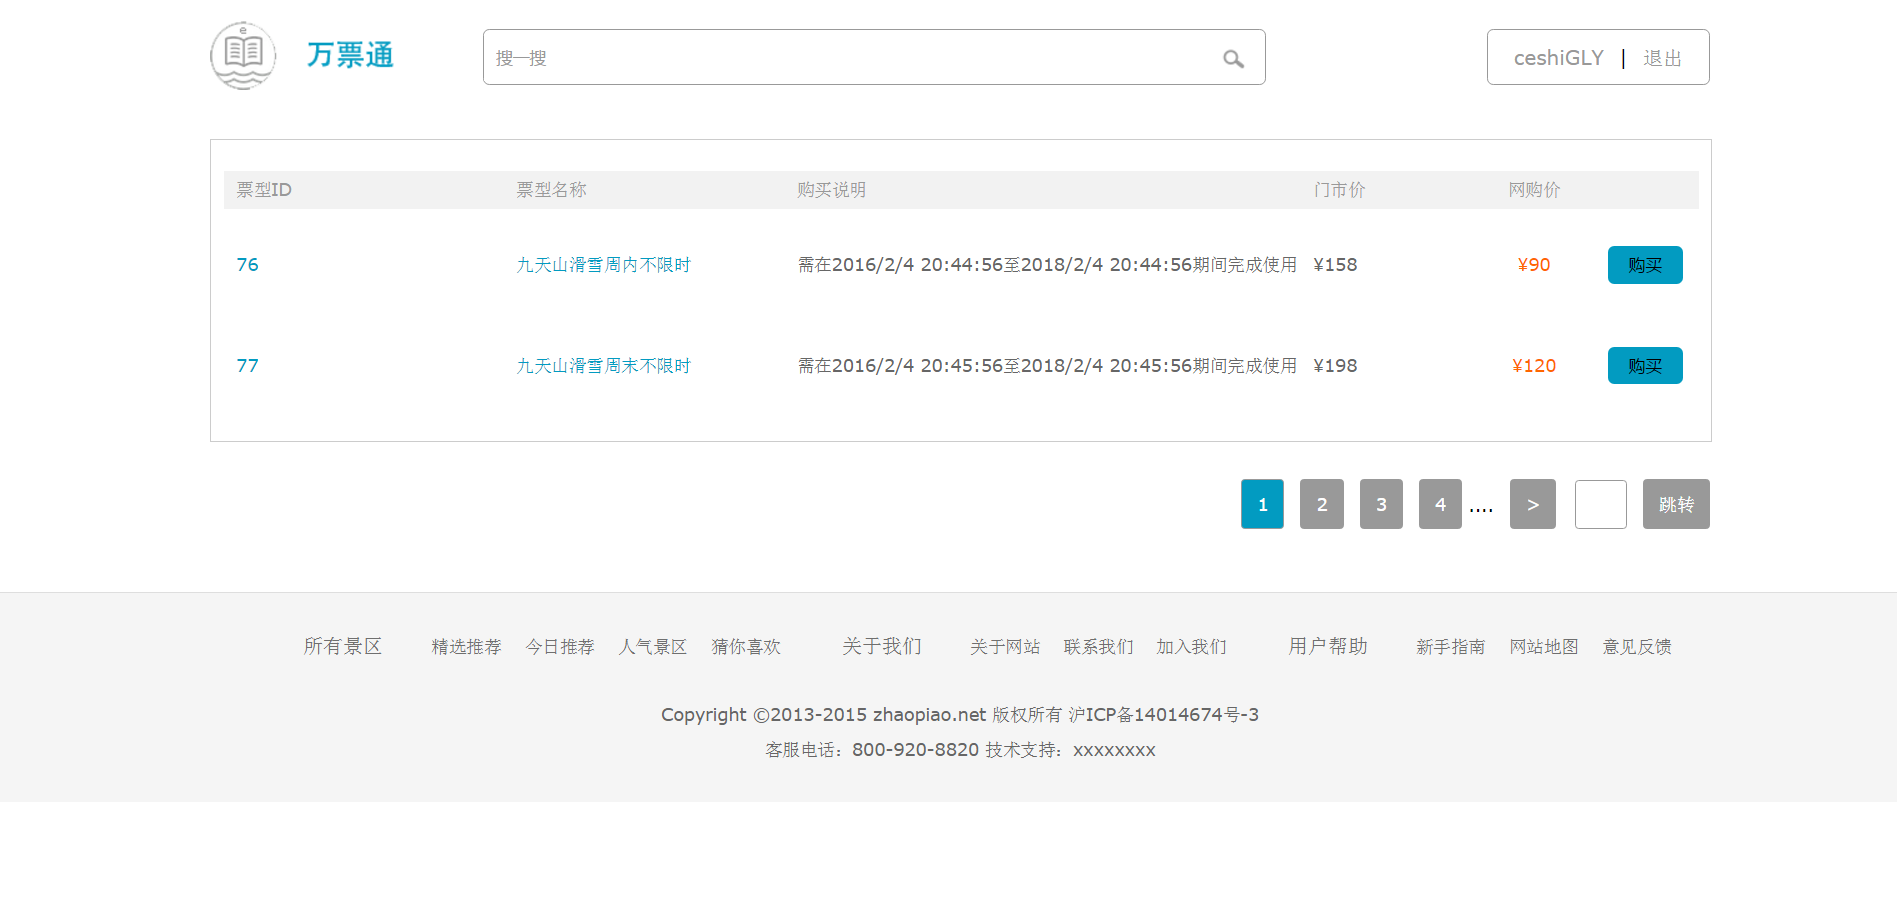 e
万票通
搜一搜
ceshiGLY | 退出
票型ID 票型名称 购买说明 门市价 网购价
76 九天山滑雪周内不限时 需在2016/2/4 20:44:56至2018/2/4 20:44:56期间完成使用 ¥158 ¥90 购买
77 九天山滑雪周末不限时 需在2016/2/4 20:45:56至2018/2/4 20:45:56期间完成使用 ¥198 ¥120 购买
1 2 3 4 .... > 跳转
所有景区 精选推荐 今日推荐 人气景区 猜你喜欢 关于我们 关于网站 联系我们 加入我们 用户帮助 新手指南 网站地图 意见反馈
Copyright ©2013-2015 zhaopiao.net 版权所有 沪ICP备14014674号-3
客服电话：800-920-8820 技术支持：xxxxxxxx